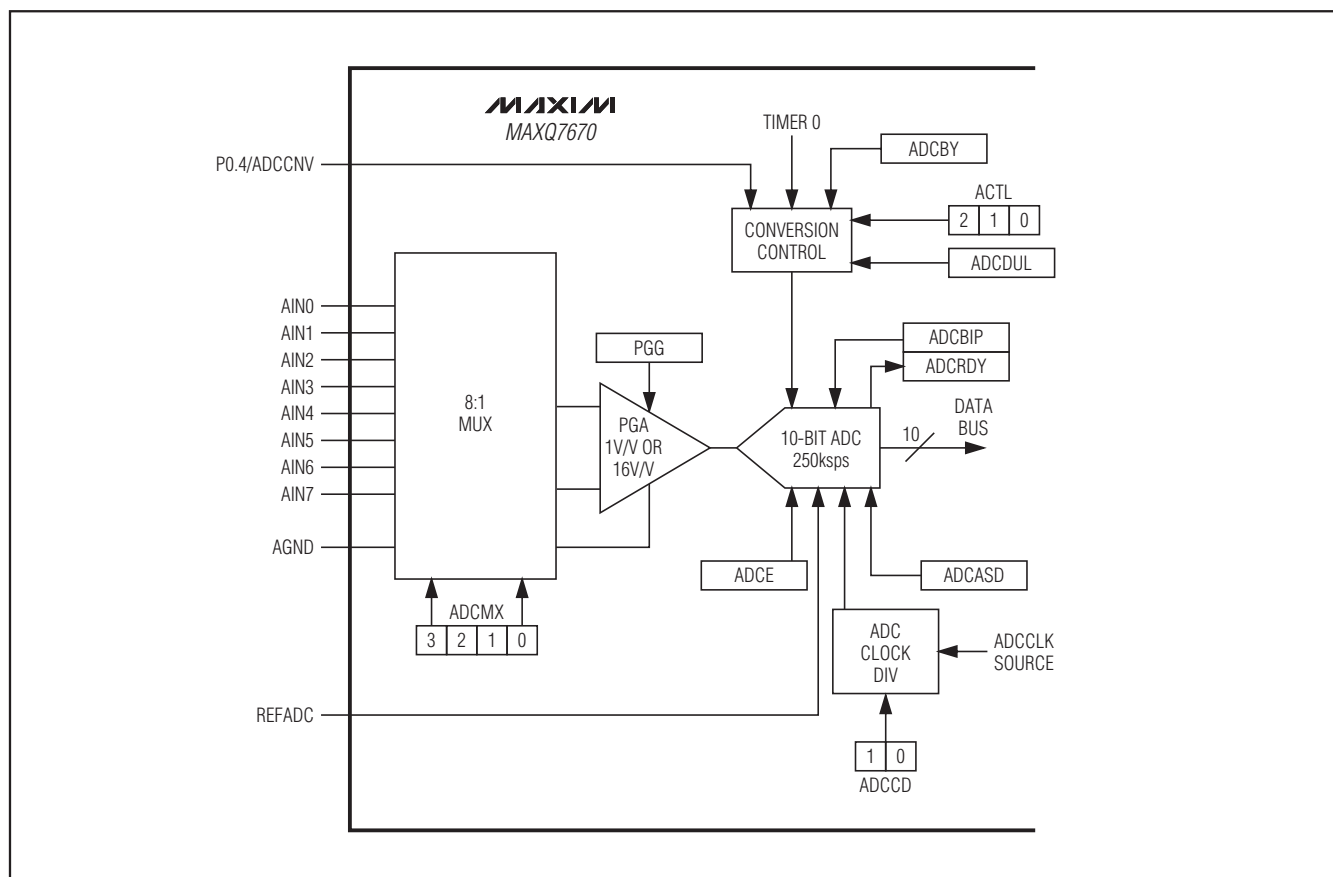 MAXIM
MAXQ7670
TIMER 0
P0.4/ADCCNV
ADCBY
ACTL
2 1 0
CONVERSION
CONTROL
ADCDUL
AIN0
AIN1
AIN2
AIN3
AIN4
AIN5
AIN6
AIN7
AGND
8:1
MUX
PGG
PGA
1V/V OR
16V/V
ADCBIP
ADCRDY
10-BIT ADC
250ksps
10
DATA
BUS
ADCE
ADCASD
ADCMX
3 2 1 0
ADC
CLOCK
DIV
ADCCLK
SOURCE
REFADC
1 0
ADCCD